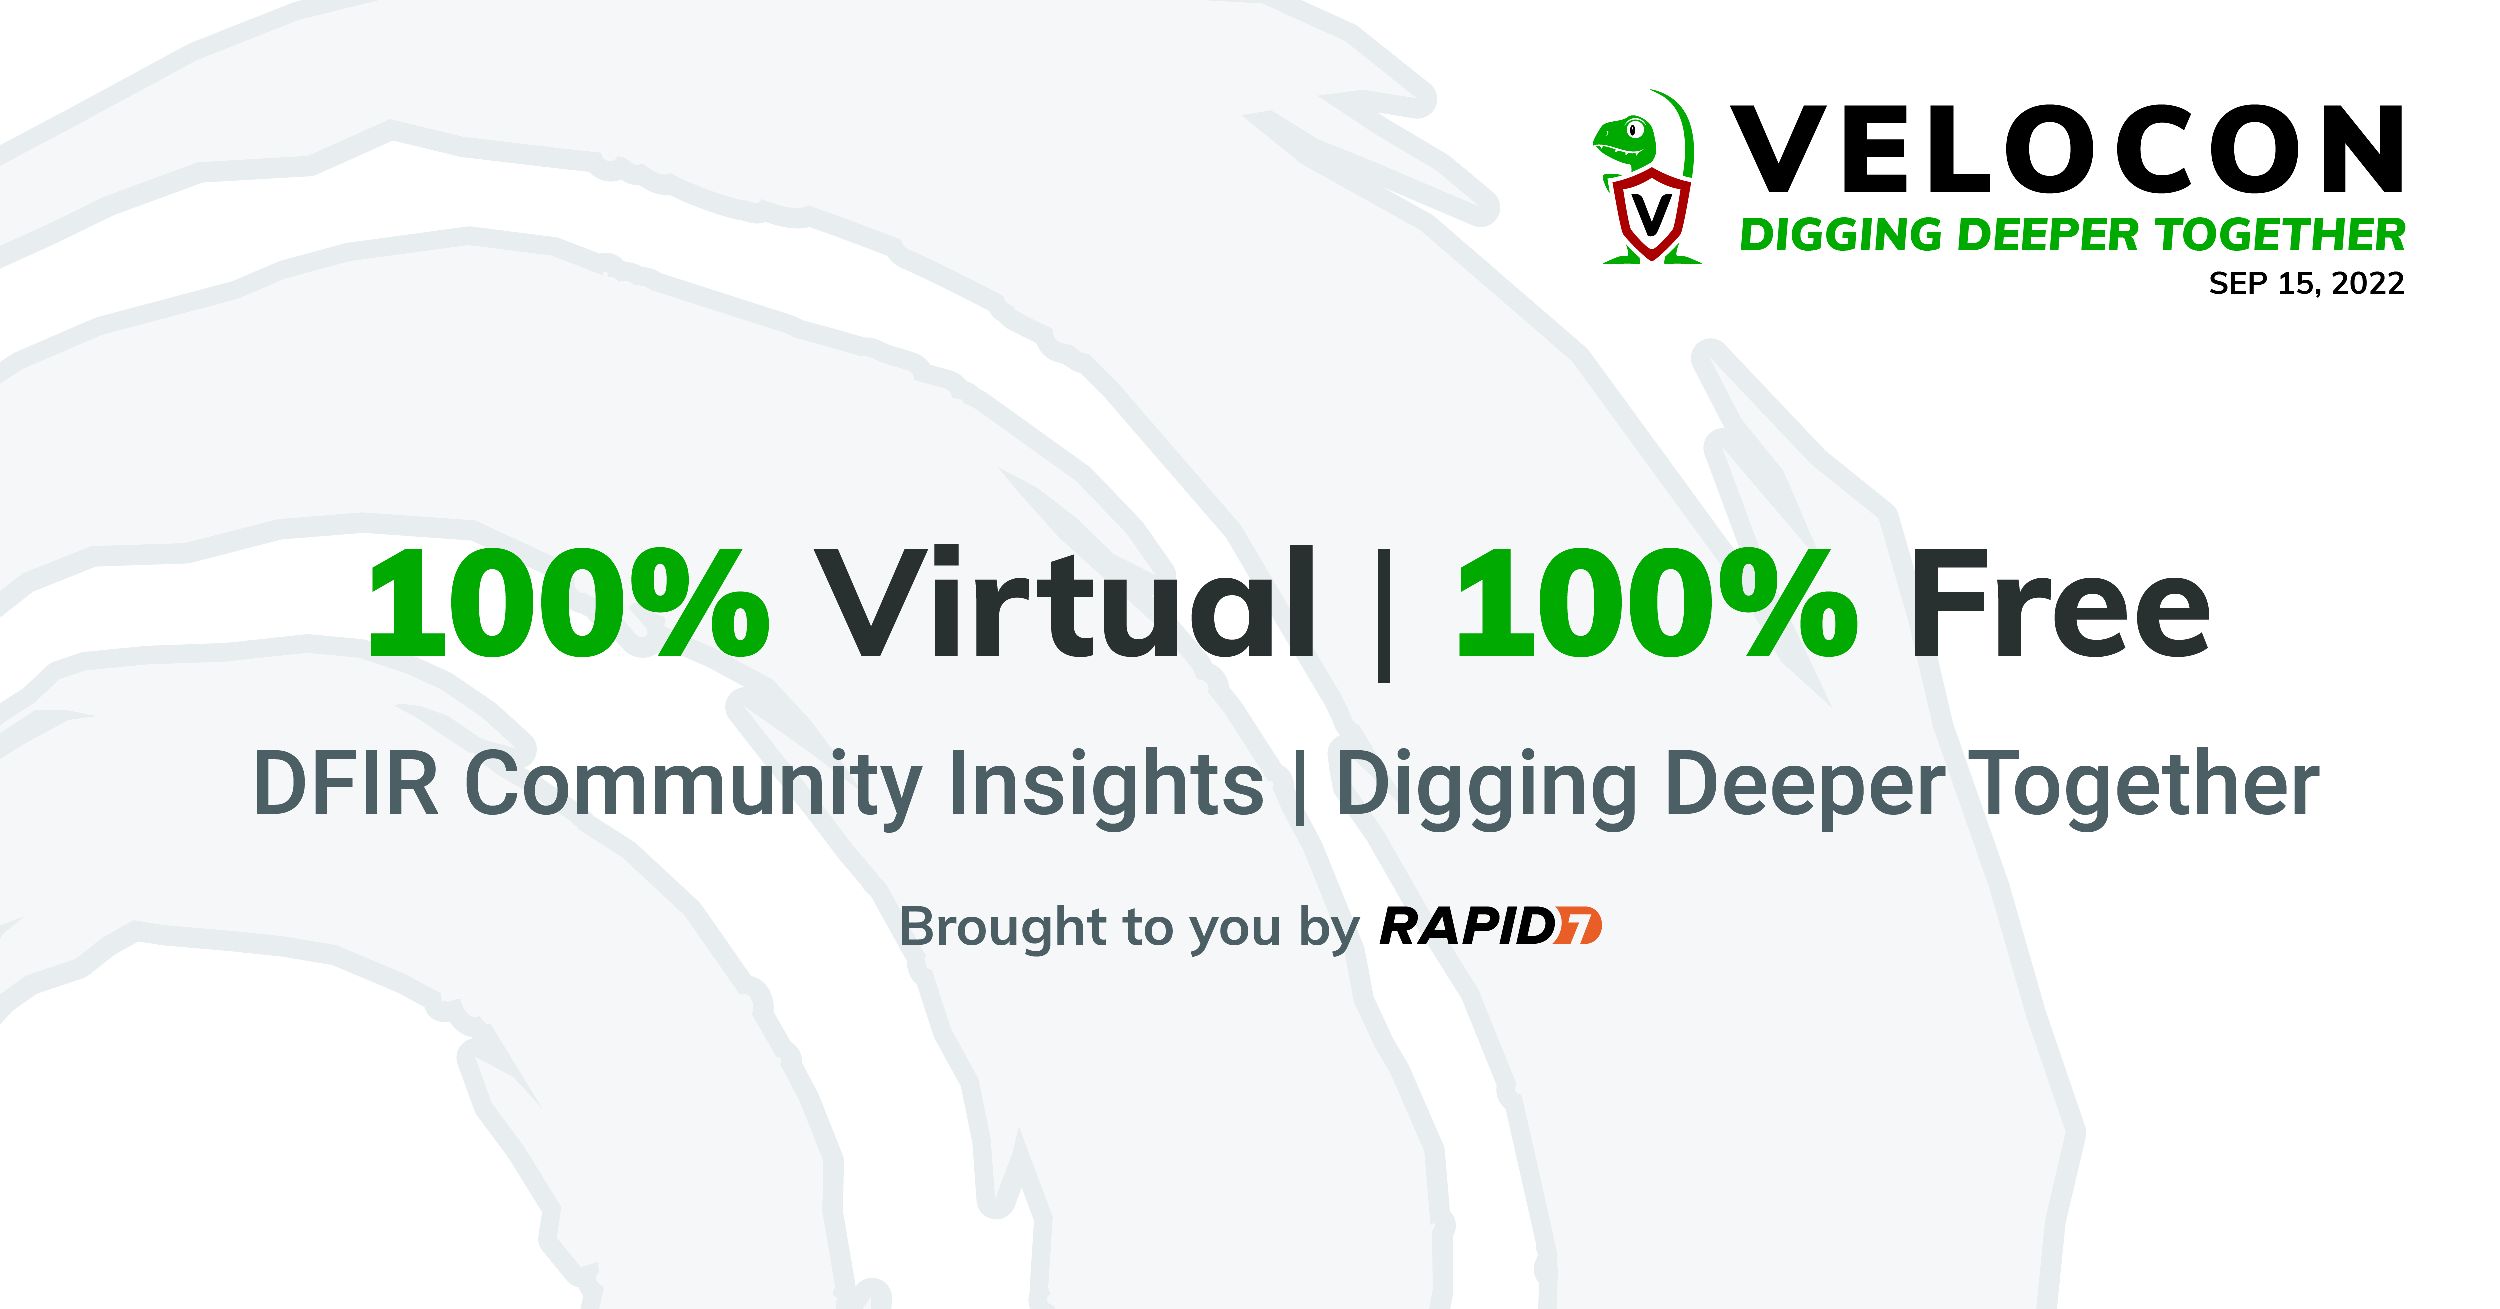 VELOCON
DIGGING DEEPER TOGETHER
SEP 15, 2022
V
100% Virtual | 100% Free
DFIR Community Insights | Digging Deeper Together
Brought to you by RAPID7